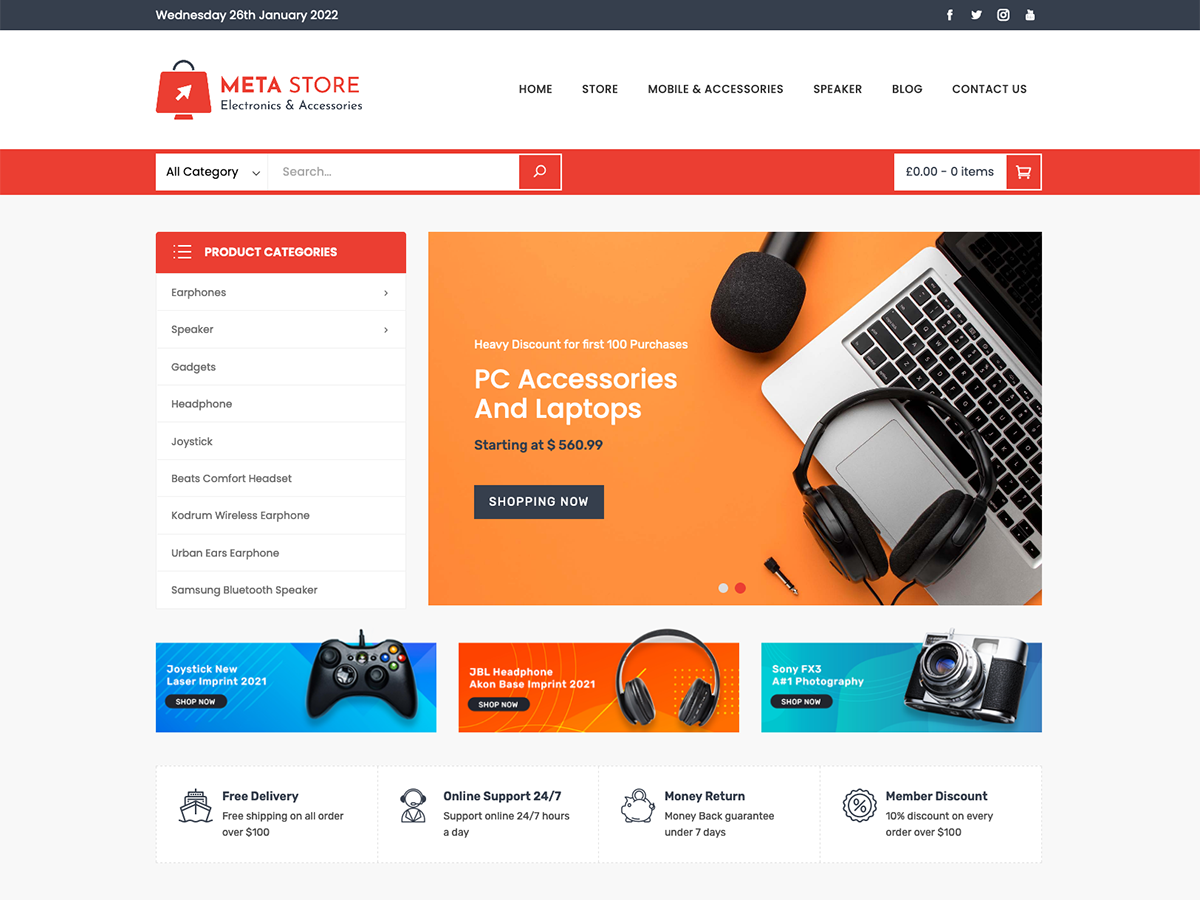 Wednesday 26th January 2022
META STORE
Electronics & Accessories
HOME STORE MOBILE & ACCESSORIES SPEAKER BLOG CONTACT US
All Category Search... £0.00 - 0 items
PRODUCT CATEGORIES
Earphones
Speaker
Gadgets
Headphone
Joystick
Beats Comfort Headset
Kodrum Wireless Earphone
Urban Ears Earphone
Samsung Bluetooth Speaker
Heavy Discount for first 100 Purchases
PC Accessories
And Laptops
Starting at $ 560.99
SHOPPING NOW
Joystick New
Laser Imprint 2021
SHOP NOW
JBL Headphone
Akon Base Imprint 2021
SHOP NOW
Sony FX3
A#1 Photography
SHOP NOW
Free Delivery
Free shipping on all order
over $100
Online Support 24/7
Support online 24/7 hours
a day
Money Return
Money Back guarantee
under 7 days
Member Discount
10% discount on every
order over $100